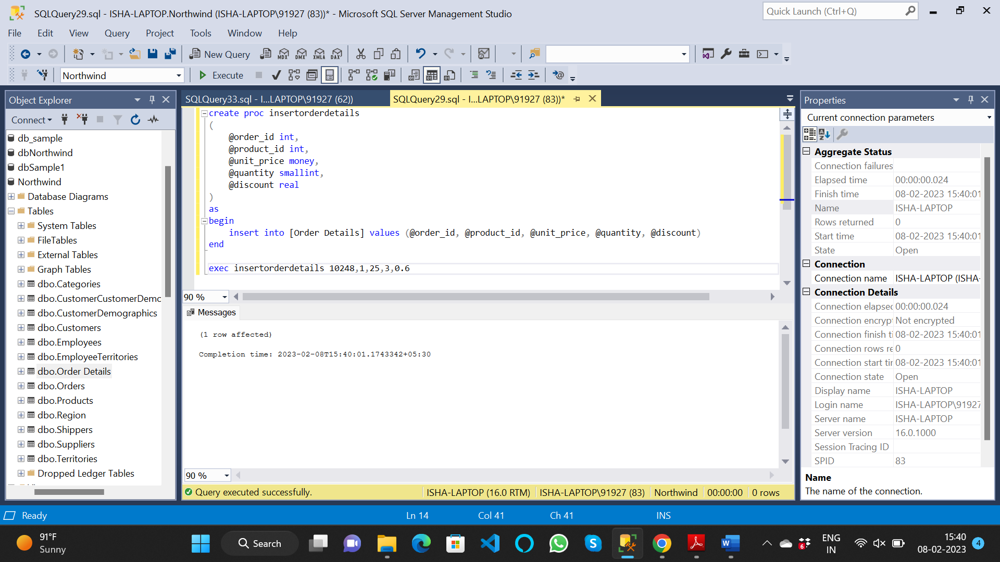 SQLQuery29.sql - ISHA-LAPTOP.Northwind (ISHA-LAPTOP\91927 (83))* - Microsoft SQL Server Management Studio
Quick Launch (Ctrl+Q)
File Edit View Query Project Tools Window Help
New Query
MDX DMX XMLA DAX
Northwind
Execute
Object Explorer
Connect
db_sample
dbNorthwind
dbSample1
Northwind
Database Diagrams
Tables
System Tables
FileTables
External Tables
Graph Tables
dbo.Categories
dbo.CustomerCustomerDemo
dbo.CustomerDemographics
dbo.Customers
dbo.Employees
dbo.EmployeeTerritories
dbo.Order Details
dbo.Orders
dbo.Products
dbo.Region
dbo.Shippers
dbo.Suppliers
dbo.Territories
Dropped Ledger Tables
SQLQuery33.sql - I...LAPTOP\91927 (62))
SQLQuery29.sql - I...LAPTOP\91927 (83))*
create proc insertorderdetails
(
@order_id int,
@product_id int,
@unit_price money,
@quantity smallint,
@discount real
)
as
begin
insert into [Order Details] values (@order_id, @product_id, @unit_price, @quantity, @discount)
end
exec insertorderdetails 10248,1,25,3,0.6
90 %
Messages
(1 row affected)
Completion time: 2023-02-08T15:40:01.1743342+05:30
90 %
Query executed successfully.
ISHA-LAPTOP (16.0 RTM) ISHA-LAPTOP\91927 (83) Northwind 00:00:00 0 rows
Properties
Current connection parameters
Aggregate Status
Connection failures
Elapsed time 00:00:00.024
Finish time 08-02-2023 15:40:01
Name ISHA-LAPTOP
Rows returned 0
Start time 08-02-2023 15:40:01
State Open
Connection
Connection name ISHA-LAPTOP (ISHA-
Connection Details
Connection elapsed 00:00:00.024
Connection encryp Not encrypted
Connection finish ti 08-02-2023 15:40:01
Connection rows re 0
Connection start tir 08-02-2023 15:40:01
Connection state Open
Display name ISHA-LAPTOP
Login name ISHA-LAPTOP\91927
Server name ISHA-LAPTOP
Server version 16.0.1000
Session Tracing ID
SPID 83
Name
The name of the connection.
Ready Ln 14 Col 41 Ch 41 INS
91°F
Sunny
Search
6
ENG
IN
15:40
08-02-2023
4